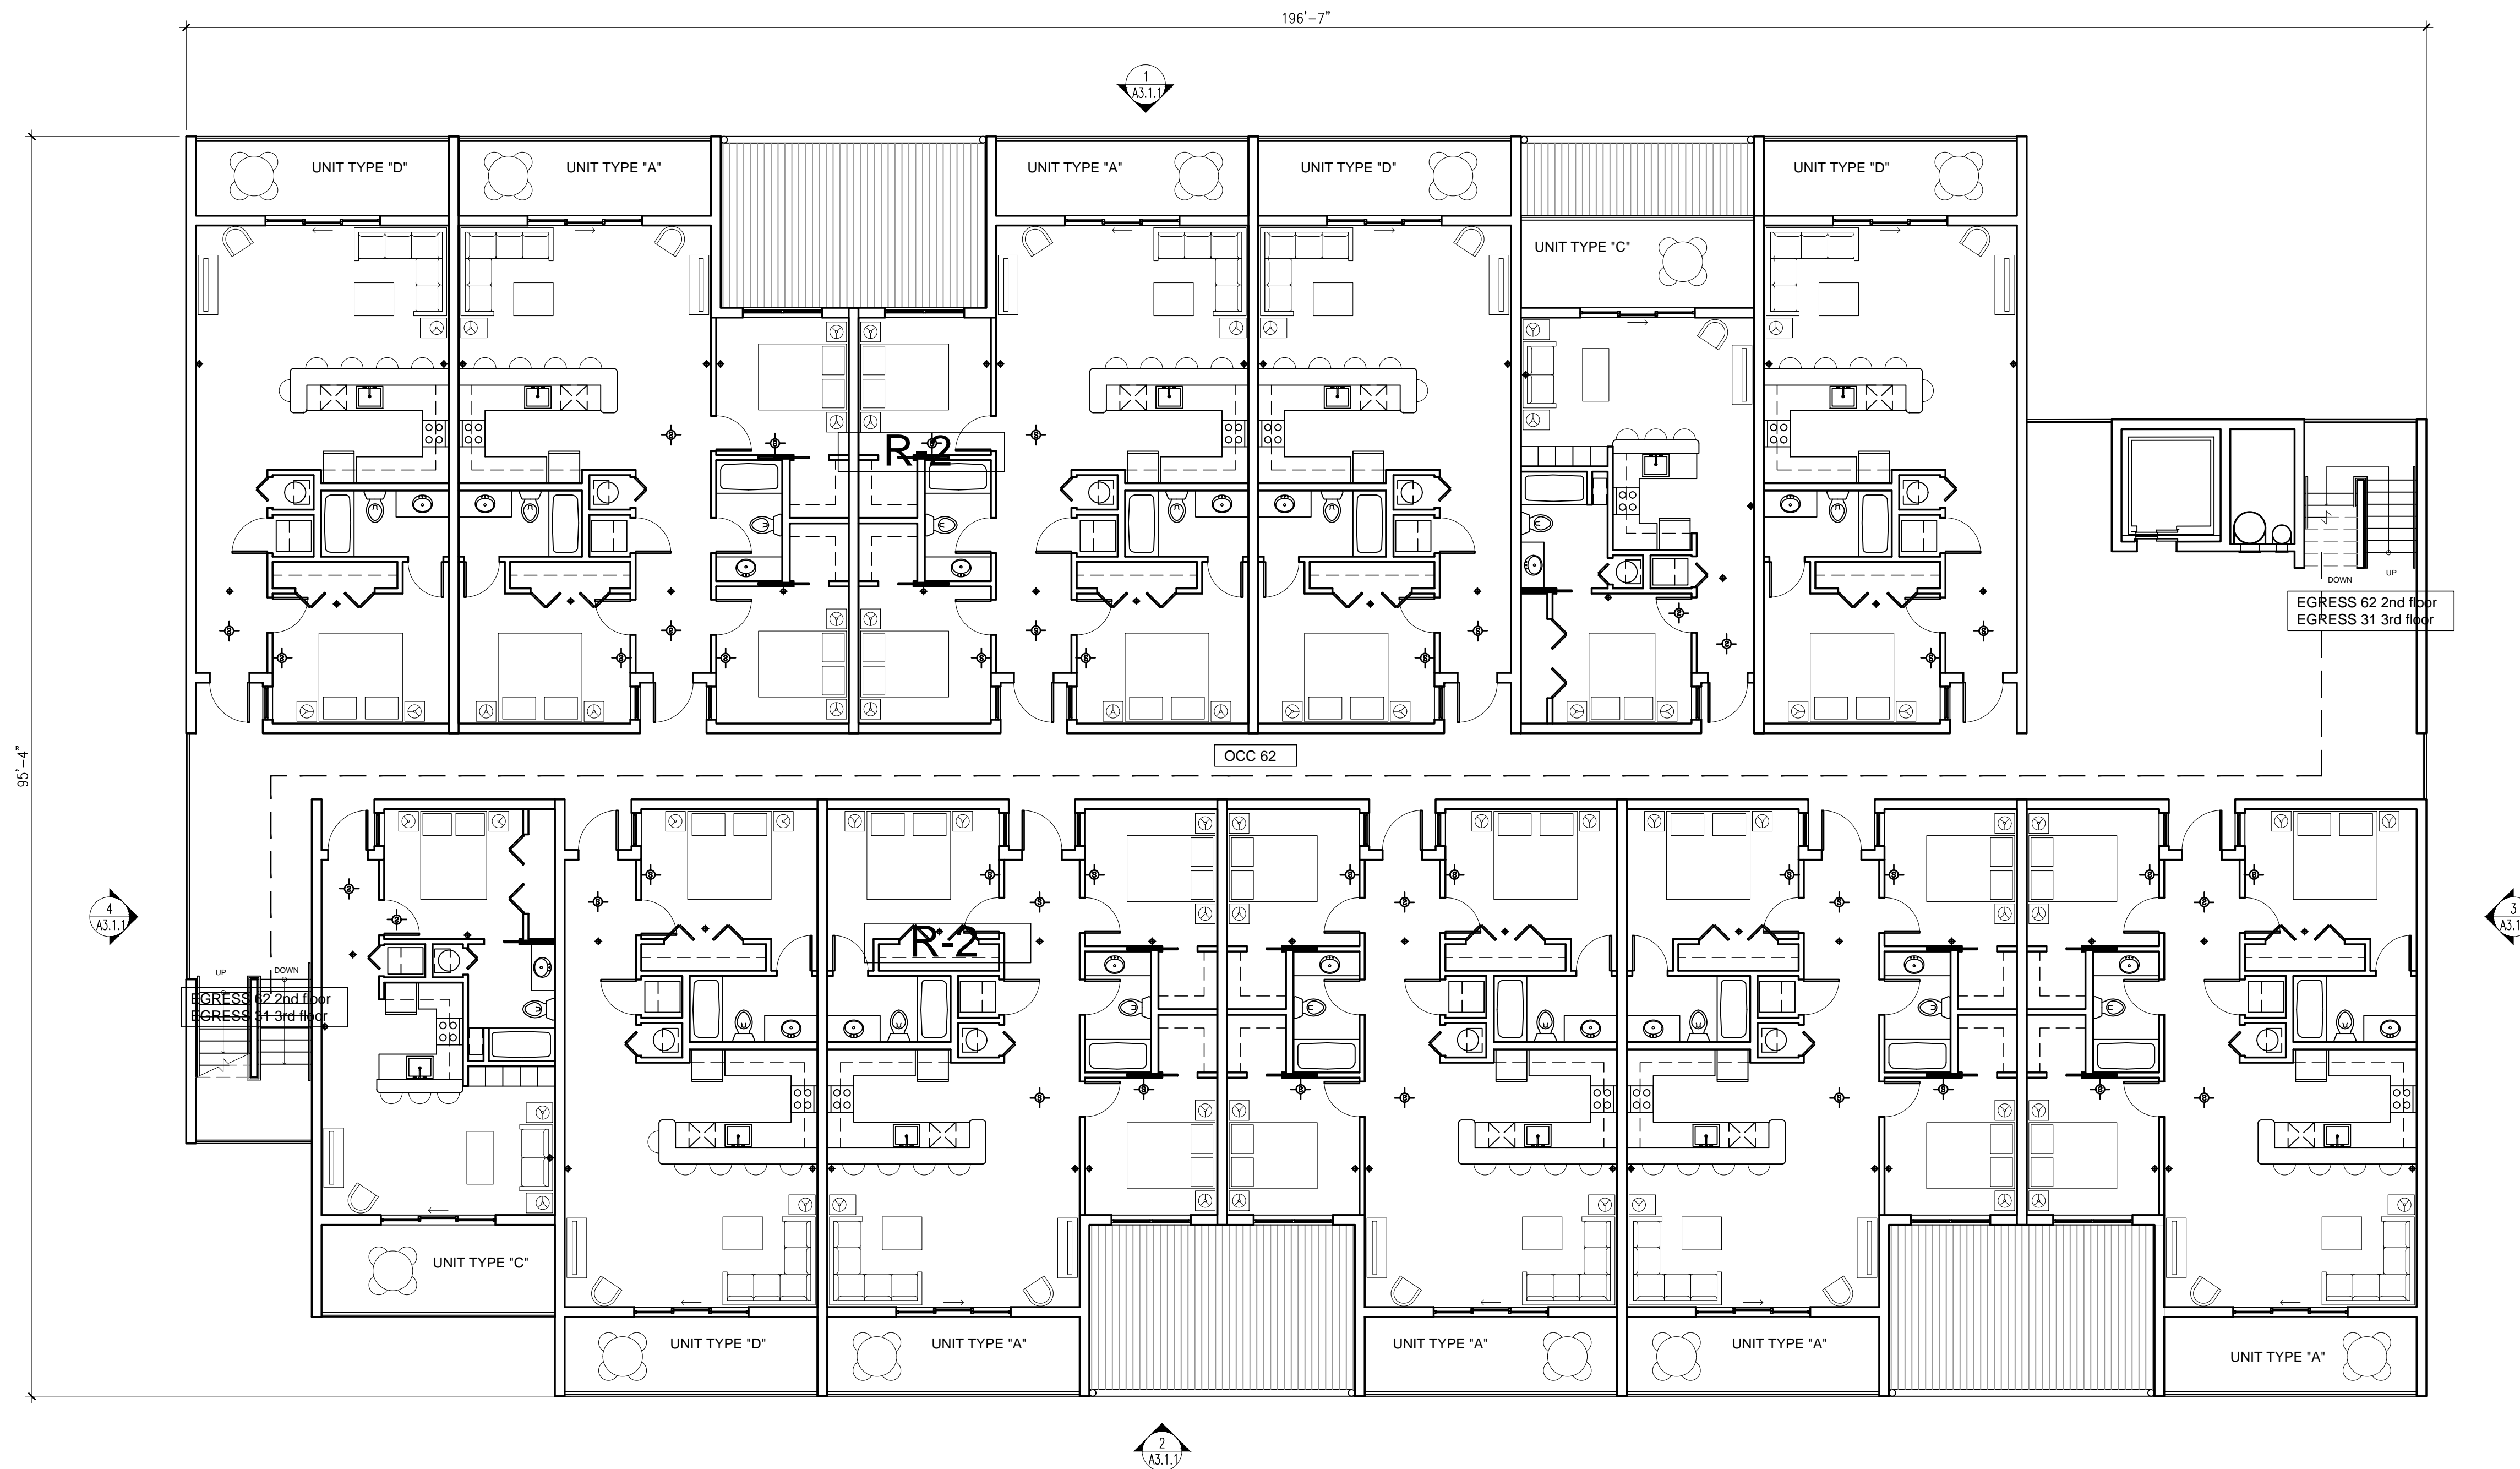 196'-7"
1
A3.1.1
UNIT TYPE "D"
UNIT TYPE "A"
UNIT TYPE "A"
UNIT TYPE "D"
UNIT TYPE "D"
UNIT TYPE "C"
R-2
DOWN
UP
EGRESS 62 2nd floor
EGRESS 31 3rd floor
OCC 62
95'-4"
4
A3.1.1
3
A3.1
R-2
UP
DOWN
EGRESS 62 2nd floor
EGRESS 31 3rd floor
UNIT TYPE "C"
UNIT TYPE "D"
UNIT TYPE "A"
UNIT TYPE "A"
UNIT TYPE "A"
UNIT TYPE "A"
2
A3.1.1